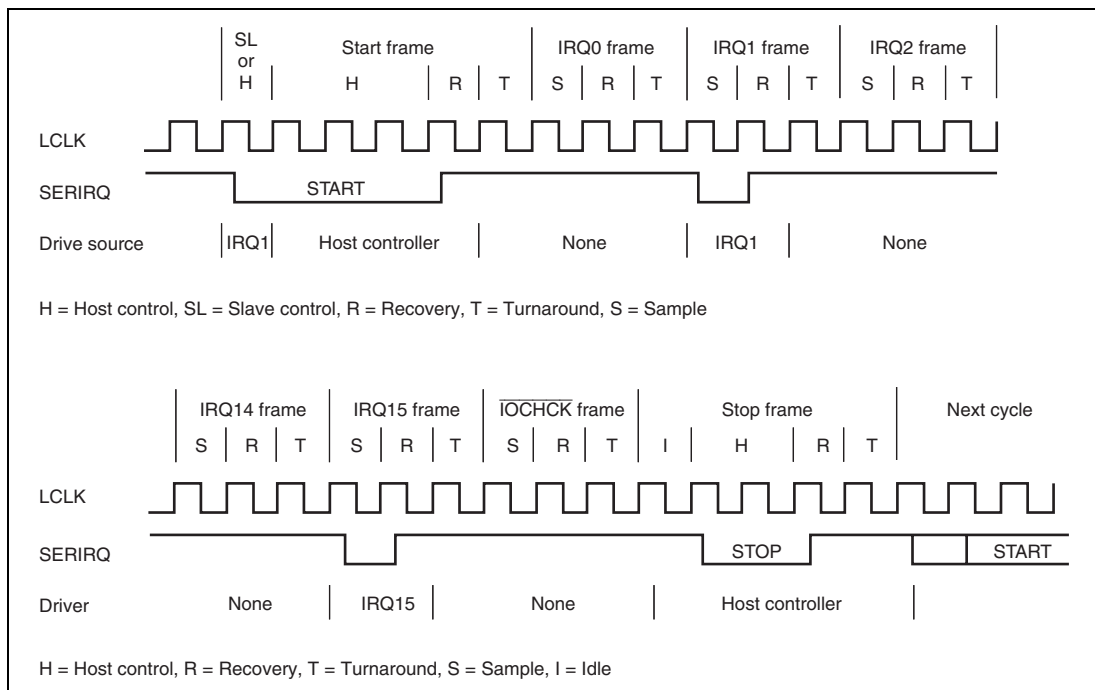 SL
or
H
Start frame
IRQ0 frame
IRQ1 frame
IRQ2 frame
H
R
T
S
R
T
S
R
T
S
R
T
LCLK
SERIRQ
START
Drive source
IRQ1
Host controller
None
IRQ1
None
H = Host control, SL = Slave control, R = Recovery, T = Turnaround, S = Sample
IRQ14 frame
IRQ15 frame
IOCHCK frame
Stop frame
Next cycle
S
R
T
S
R
T
S
R
T
I
H
R
T
LCLK
SERIRQ
STOP
START
Driver
None
IRQ15
None
Host controller
H = Host control, R = Recovery, T = Turnaround, S = Sample, I = Idle